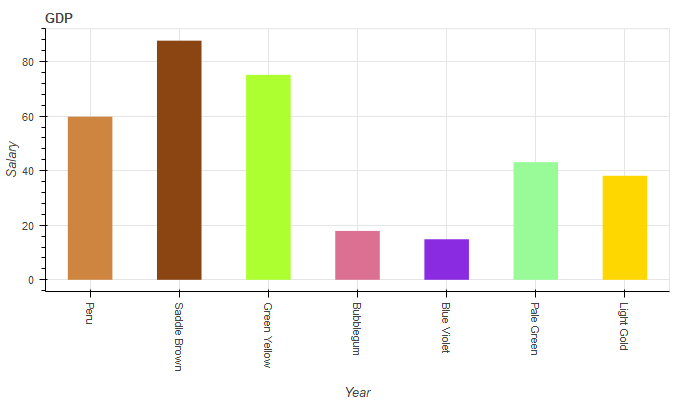 GDP
Salary
80
60
40
20
0
Peru
Saddle Brown
Green Yellow
Bubblegum
Blue Violet
Pale Green
Light Gold
Year